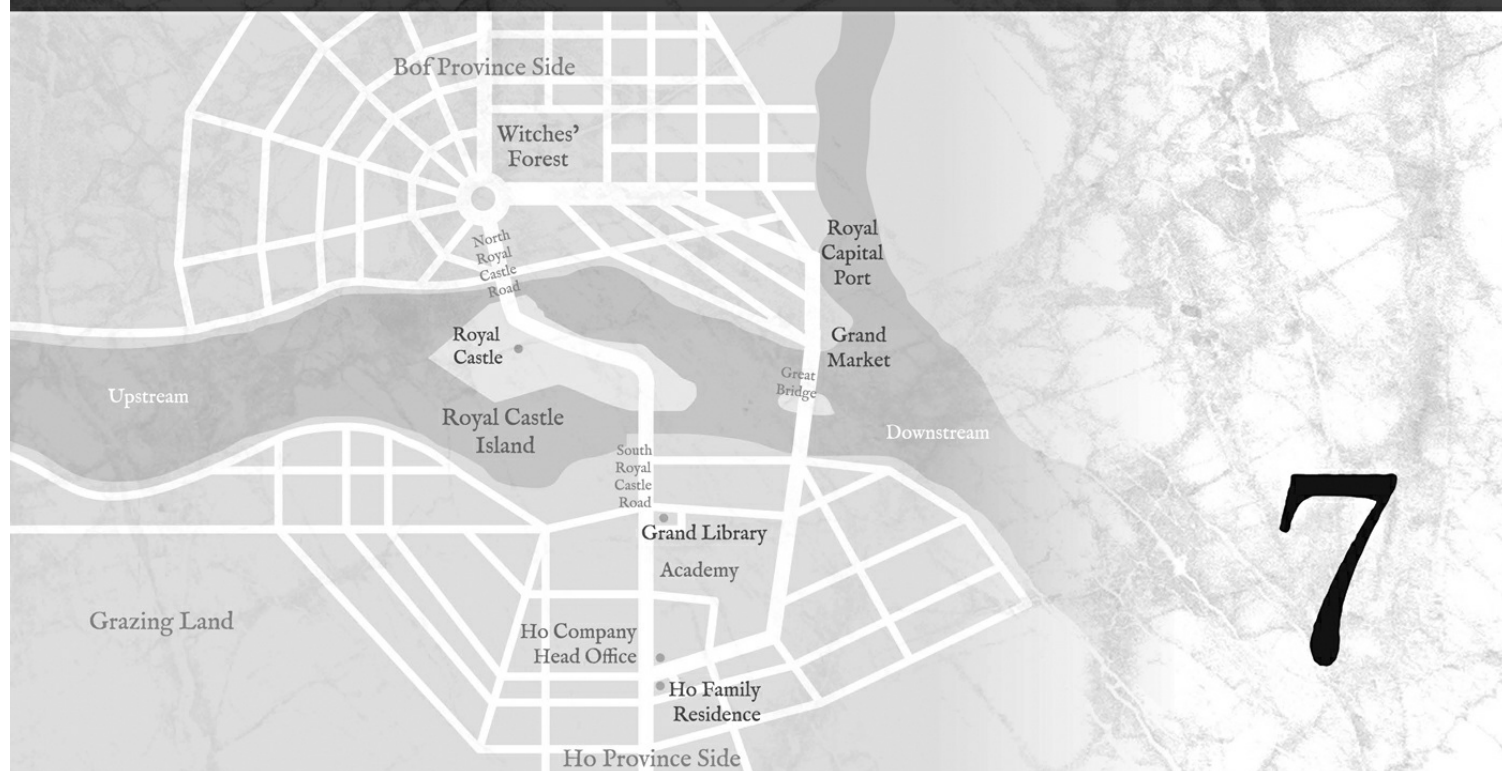 Bof Province Side
Witches’
Forest
North
Royal
Castle
Road
Royal
Capital
Port
Royal
Castle
Grand
Market
Great
Bridge
Upstream
Royal Castle
Island
Downstream
South
Royal
Castle
Road
Grand Library
Academy
Grazing Land
Ho Company
Head Office
Ho Family
Residence
Ho Province Side
7